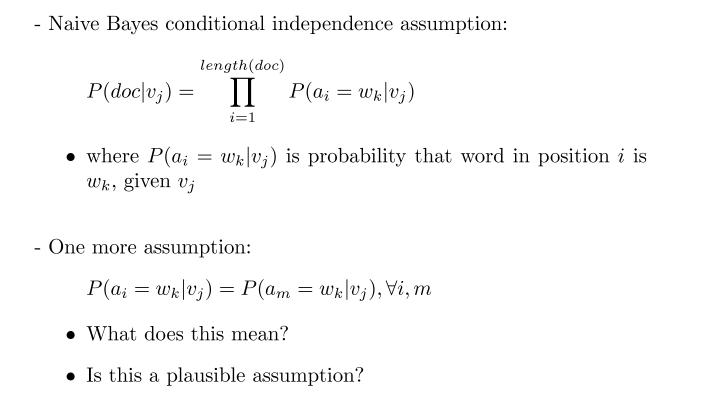 - Naive Bayes conditional independence assumption:
length(doc)
P(doc|v_j) = ∏ P(a_i = w_k|v_j)
i=1
• where P(a_i = w_k|v_j) is probability that word in position i is
w_k, given v_j
- One more assumption:
P(a_i = w_k|v_j) = P(a_m = w_k|v_j), ∀i, m
• What does this mean?
• Is this a plausible assumption?